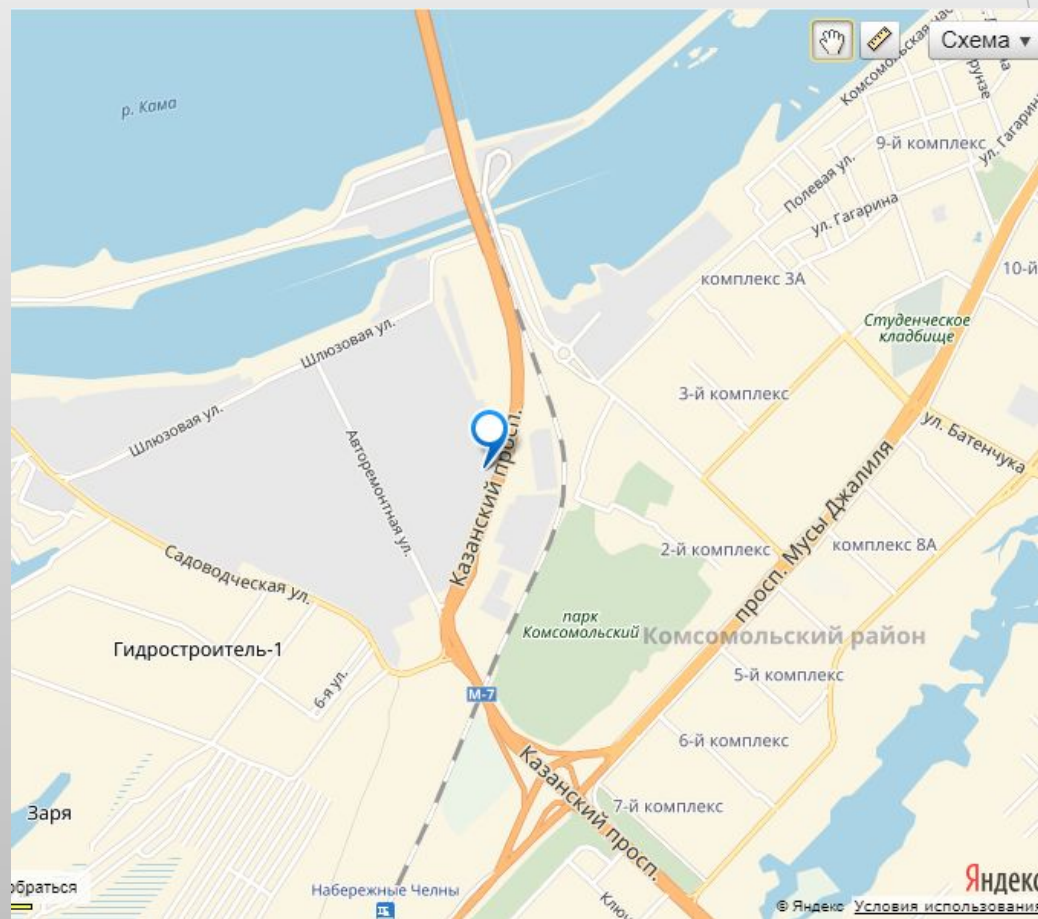 Схема ▾
р. Кама
9-й комплекс
ул. Гагарина
Полевая ул.
ул. Гагарина
комплекс 3А
10-й
Студенческое
кладбище
Шлюзовая ул.
3-й комплекс
Шлюзовая ул.
ул. Батенчука
Авторемонтная ул.
Казанский просп.
просп. Мусы Джалиля
2-й комплекс
комплекс 8А
Садоводческая ул.
парк
Комсомольский
Комсомольский район
Гидростроитель-1
6-я ул.
5-й комплекс
М-7
6-й комплекс
Казанский просп.
7-й комплекс
Заря
обраться
Набережные Челны
Яндекс
© Яндекс Условия использования